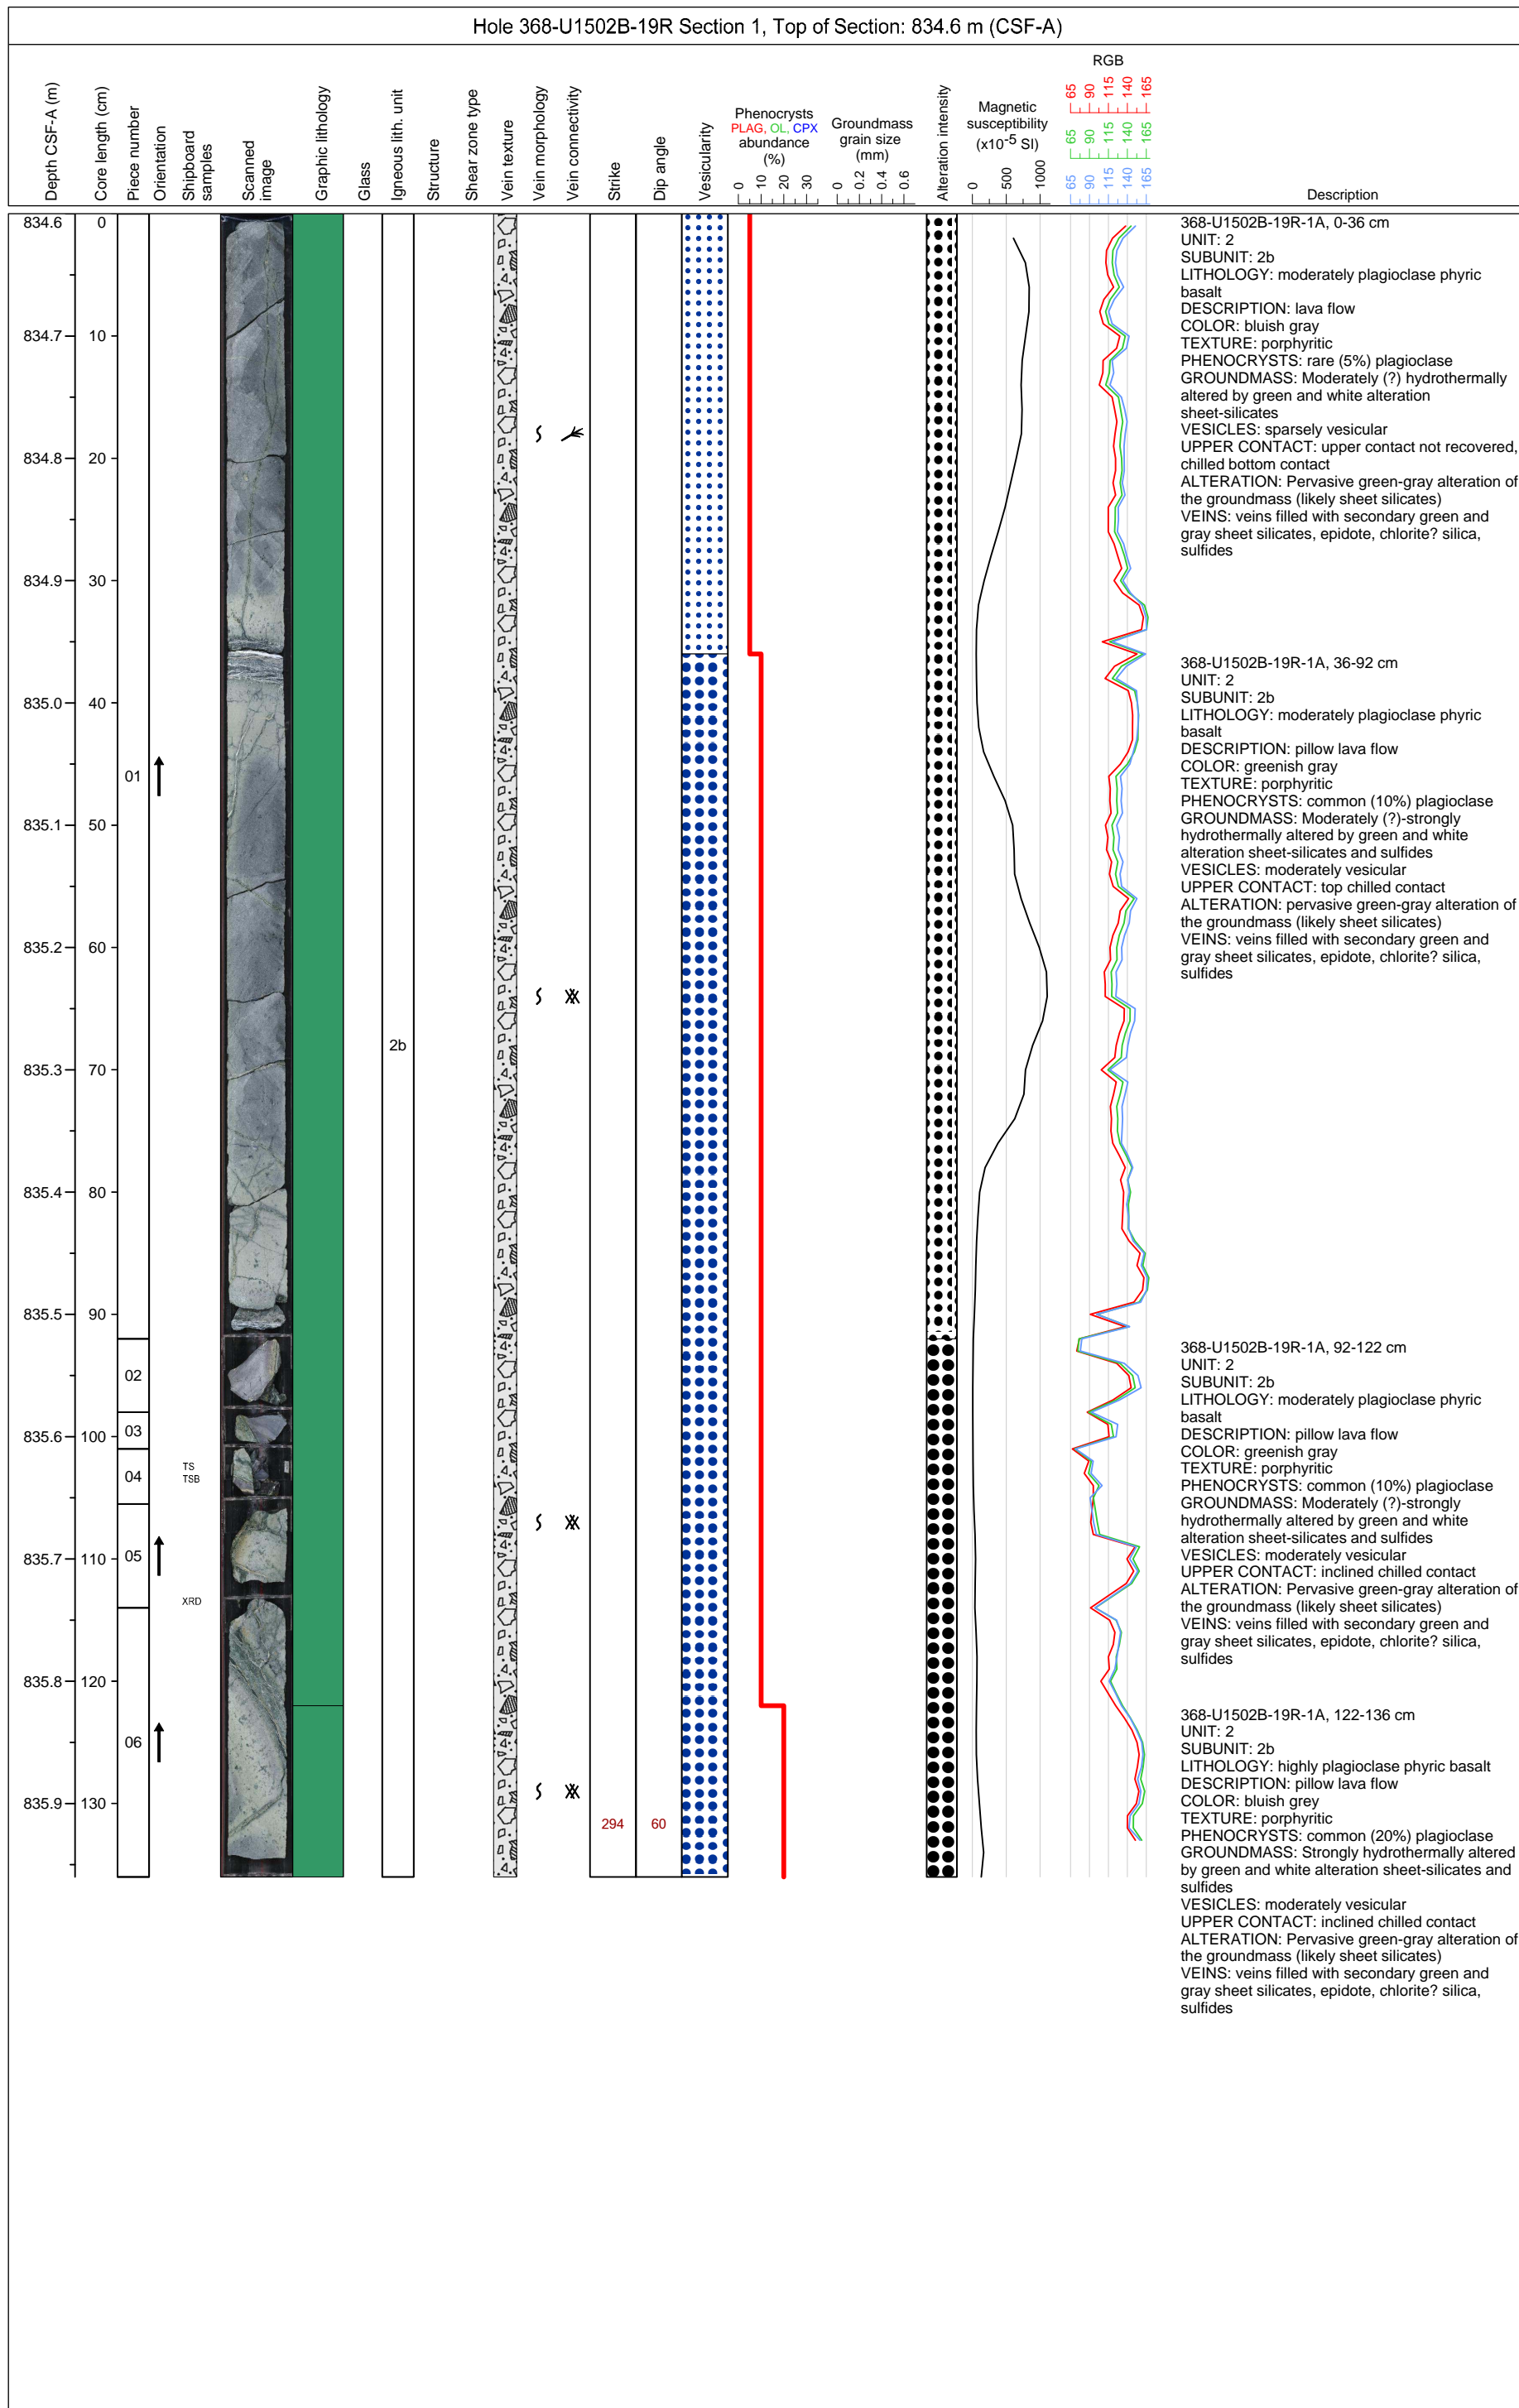 Hole 368-U1502B-19R Section 1, Top of Section: 834.6 m (CSF-A)
Depth CSF-A (m)
Core length (cm)
Piece number
Orientation
Shipboard
samples
Scanned
image
Graphic lithology
Glass
Igneous lith. unit
Structure
Shear zone type
Vein texture
Vein morphology
Vein connectivity
Strike
Dip angle
Vesicularity
Phenocrysts
PLAG, OL, CPX
abundance
(%)
0 10 20 30
Groundmass
grain size
(mm)
0 0.2 0.4 0.6
Alteration intensity
Magnetic
susceptibility
(x10-5 SI)
0 500 1000
RGB
65 90 115 140 165
65 90 115 140 165
65 90 115 140 165
Description
834.6 0
834.7 10
834.8 20
834.9 30
835.0 40
01
835.1 50
835.2 60
2b
835.3 70
835.4 80
835.5 90
02
03
835.6 100
TS
TSB
04
05
835.7 110
XRD
835.8 120
06
835.9 130
294 60
368-U1502B-19R-1A, 0-36 cm
UNIT: 2
SUBUNIT: 2b
LITHOLOGY: moderately plagioclase phyric
basalt
DESCRIPTION: lava flow
COLOR: bluish gray
TEXTURE: porphyritic
PHENOCRYSTS: rare (5%) plagioclase
GROUNDMASS: Moderately (?) hydrothermally
altered by green and white alteration
sheet-silicates
VESICLES: sparsely vesicular
UPPER CONTACT: upper contact not recovered,
chilled bottom contact
ALTERATION: Pervasive green-gray alteration of
the groundmass (likely sheet silicates)
VEINS: veins filled with secondary green and
gray sheet silicates, epidote, chlorite? silica,
sulfides
368-U1502B-19R-1A, 36-92 cm
UNIT: 2
SUBUNIT: 2b
LITHOLOGY: moderately plagioclase phyric
basalt
DESCRIPTION: pillow lava flow
COLOR: greenish gray
TEXTURE: porphyritic
PHENOCRYSTS: common (10%) plagioclase
GROUNDMASS: Moderately (?)-strongly
hydrothermally altered by green and white
alteration sheet-silicates and sulfides
VESICLES: moderately vesicular
UPPER CONTACT: top chilled contact
ALTERATION: pervasive green-gray alteration of
the groundmass (likely sheet silicates)
VEINS: veins filled with secondary green and
gray sheet silicates, epidote, chlorite? silica,
sulfides
368-U1502B-19R-1A, 92-122 cm
UNIT: 2
SUBUNIT: 2b
LITHOLOGY: moderately plagioclase phyric
basalt
DESCRIPTION: pillow lava flow
COLOR: greenish gray
TEXTURE: porphyritic
PHENOCRYSTS: common (10%) plagioclase
GROUNDMASS: Moderately (?)-strongly
hydrothermally altered by green and white
alteration sheet-silicates and sulfides
VESICLES: moderately vesicular
UPPER CONTACT: inclined chilled contact
ALTERATION: Pervasive green-gray alteration of
the groundmass (likely sheet silicates)
VEINS: veins filled with secondary green and
gray sheet silicates, epidote, chlorite? silica,
sulfides
368-U1502B-19R-1A, 122-136 cm
UNIT: 2
SUBUNIT: 2b
LITHOLOGY: highly plagioclase phyric basalt
DESCRIPTION: pillow lava flow
COLOR: bluish grey
TEXTURE: porphyritic
PHENOCRYSTS: common (20%) plagioclase
GROUNDMASS: Strongly hydrothermally altered
by green and white alteration sheet-silicates and
sulfides
VESICLES: moderately vesicular
UPPER CONTACT: inclined chilled contact
ALTERATION: Pervasive green-gray alteration of
the groundmass (likely sheet silicates)
VEINS: veins filled with secondary green and
gray sheet silicates, epidote, chlorite? silica,
sulfides